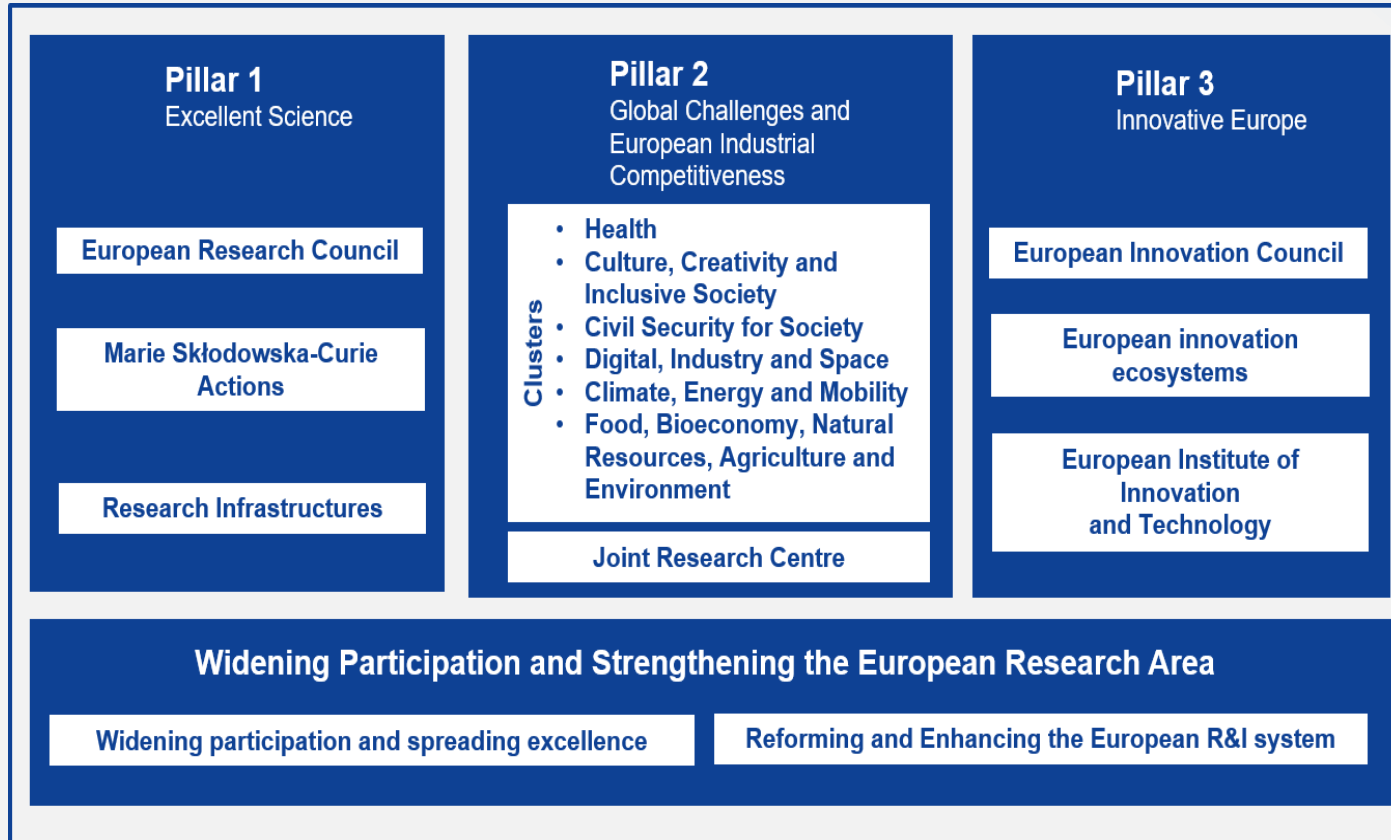 Pillar 1
Excellent Science
European Research Council
Marie Skłodowska-Curie
Actions
Research Infrastructures
Pillar 2
Global Challenges and
European Industrial
Competitiveness
Clusters
• Health
• Culture, Creativity and
Inclusive Society
• Civil Security for Society
• Digital, Industry and Space
• Climate, Energy and Mobility
• Food, Bioeconomy, Natural
Resources, Agriculture and
Environment
Joint Research Centre
Pillar 3
Innovative Europe
European Innovation Council
European innovation
ecosystems
European Institute of
Innovation
and Technology
Widening Participation and Strengthening the European Research Area
Widening participation and spreading excellence
Reforming and Enhancing the European R&I system